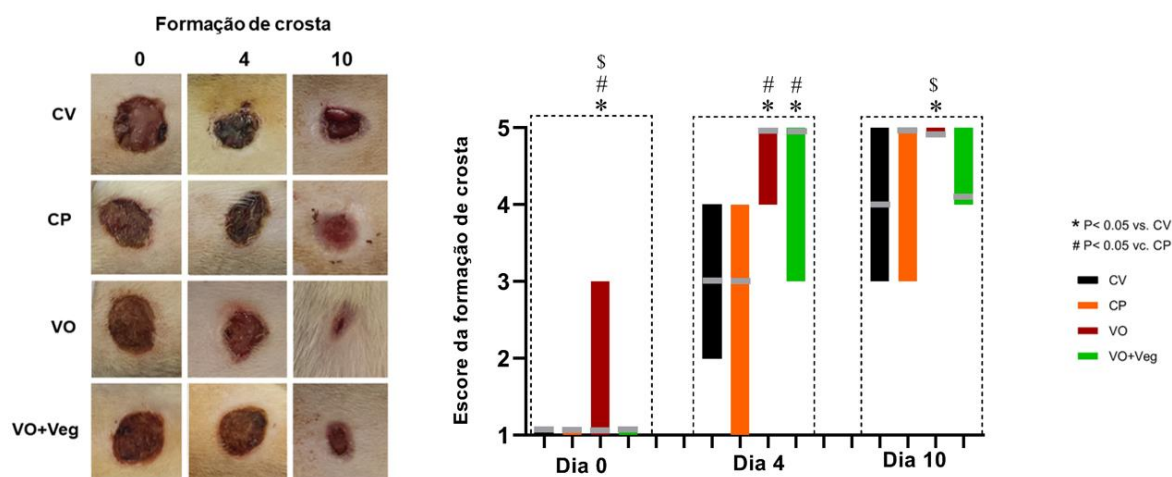 Formação de crosta
0 4 10
CV
CP
VO
VO+Veg
Escore da formação de crosta
5
4
3
2
1
$
#
*
# #
* *
$
*
Dia 0 Dia 4 Dia 10
* P< 0.05 vs. CV
# P< 0.05 vc. CP
CV
CP
VO
VO+Veg